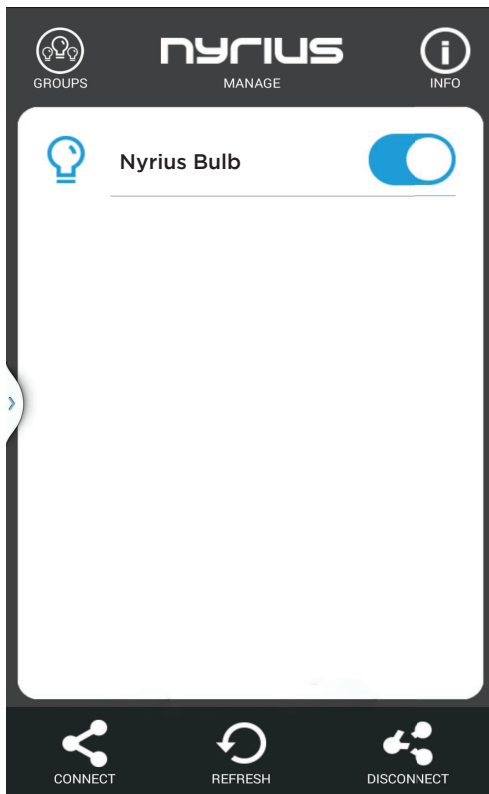 nyrius
GROUPS MANAGE INFO
Nyrius Bulb
CONNECT REFRESH DISCONNECT